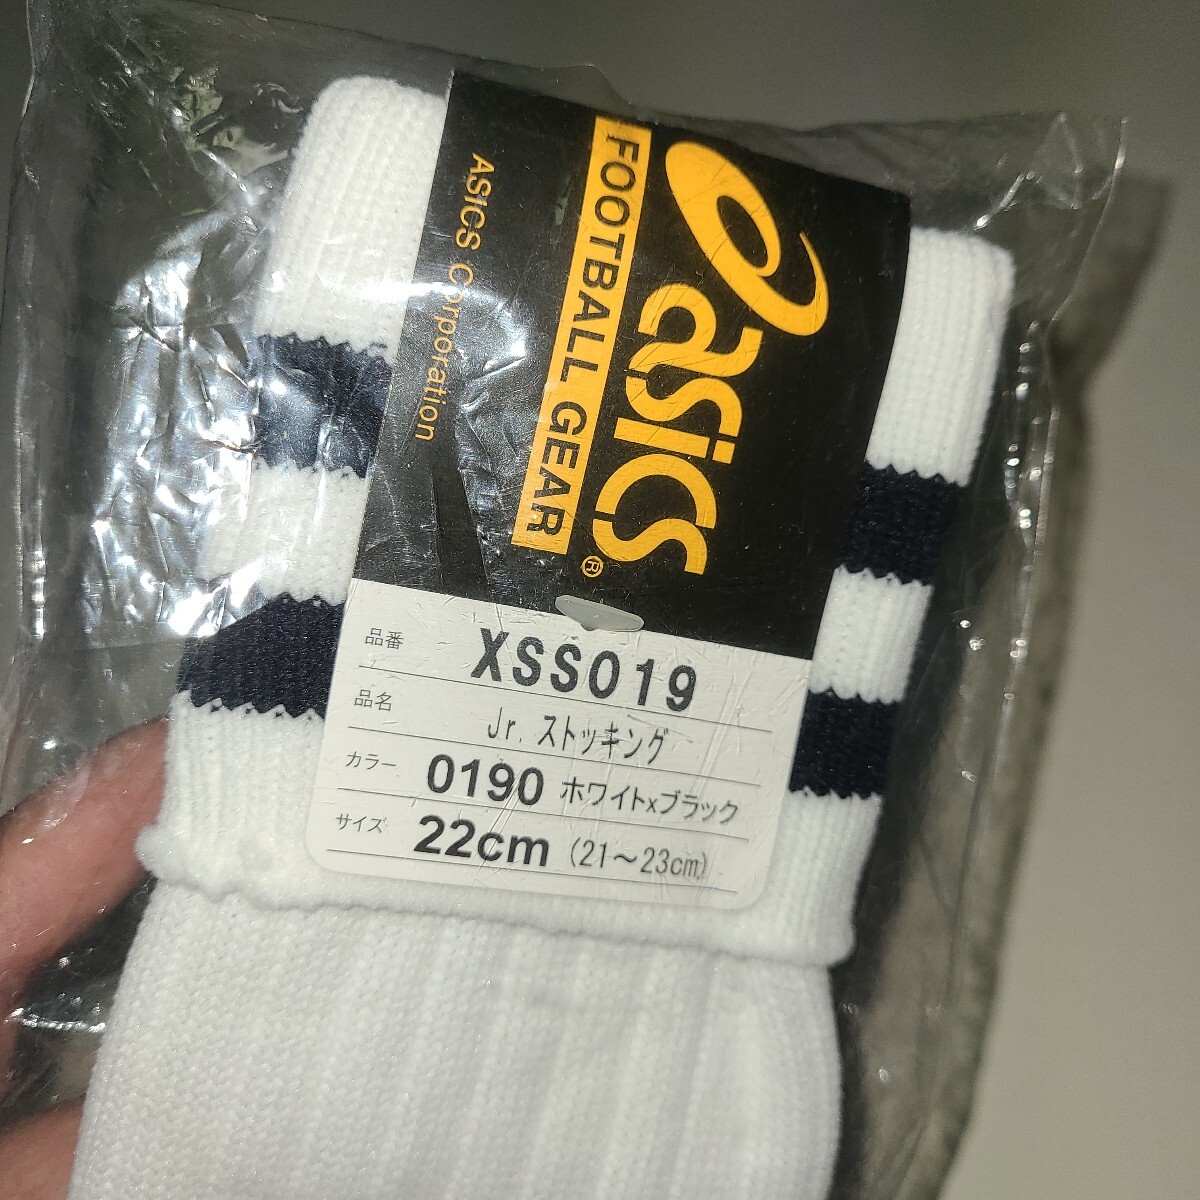 asics®
FOOTBALL GEAR
ASICS Corporation
品番 XSS019
品名 Jr.ストッキング
カラー 0190 ホワイトxブラック
サイズ 22cm (21～23cm)